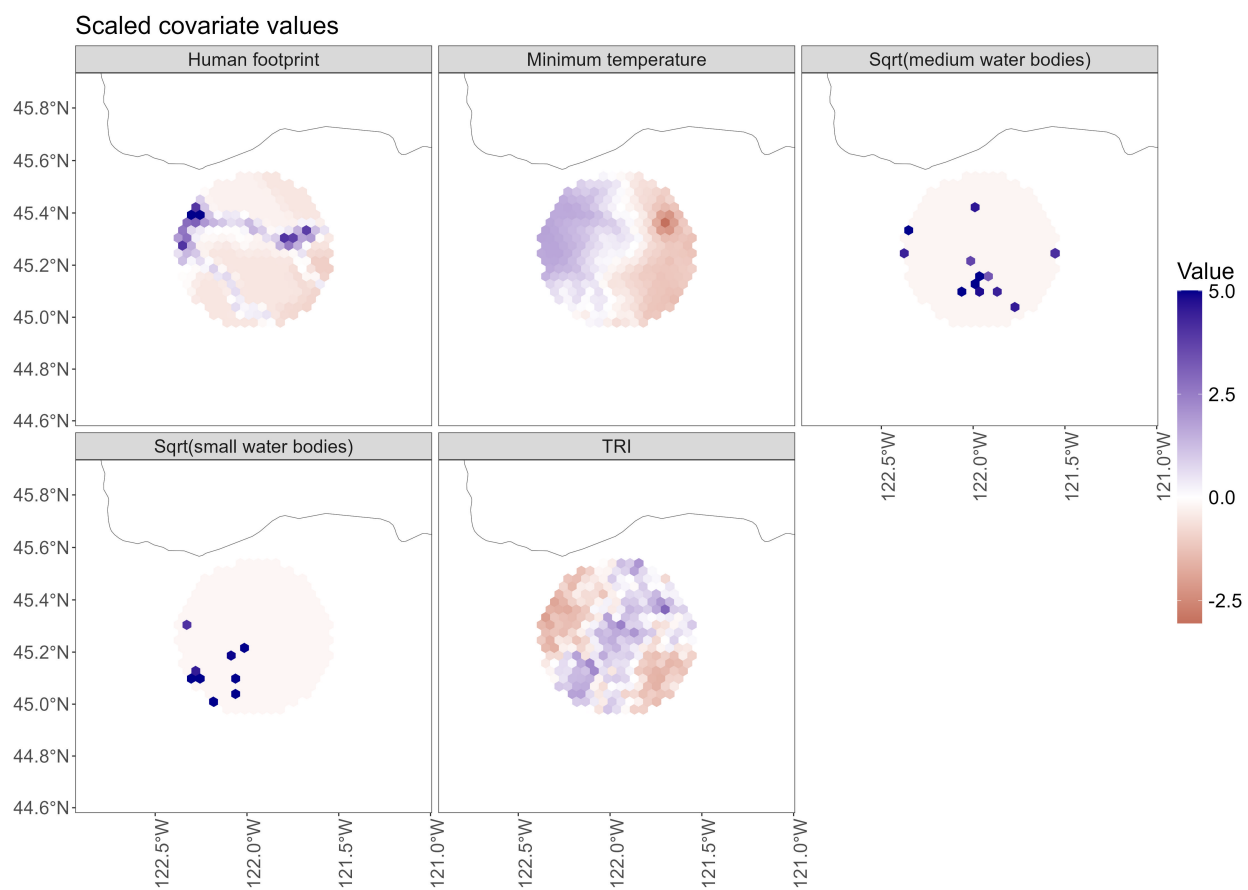 Scaled covariate values
Human footprint
Minimum temperature
Sqrt(medium water bodies)
45.8°N
45.6°N
45.4°N
45.2°N
45.0°N
44.8°N
44.6°N
122.5°W
122.0°W
121.5°W
121.0°W
Value
5.0
2.5
0.0
-2.5
Sqrt(small water bodies)
TRI
45.8°N
45.6°N
45.4°N
45.2°N
45.0°N
44.8°N
44.6°N
122.5°W
122.0°W
121.5°W
121.0°W
122.5°W
122.0°W
121.5°W
121.0°W